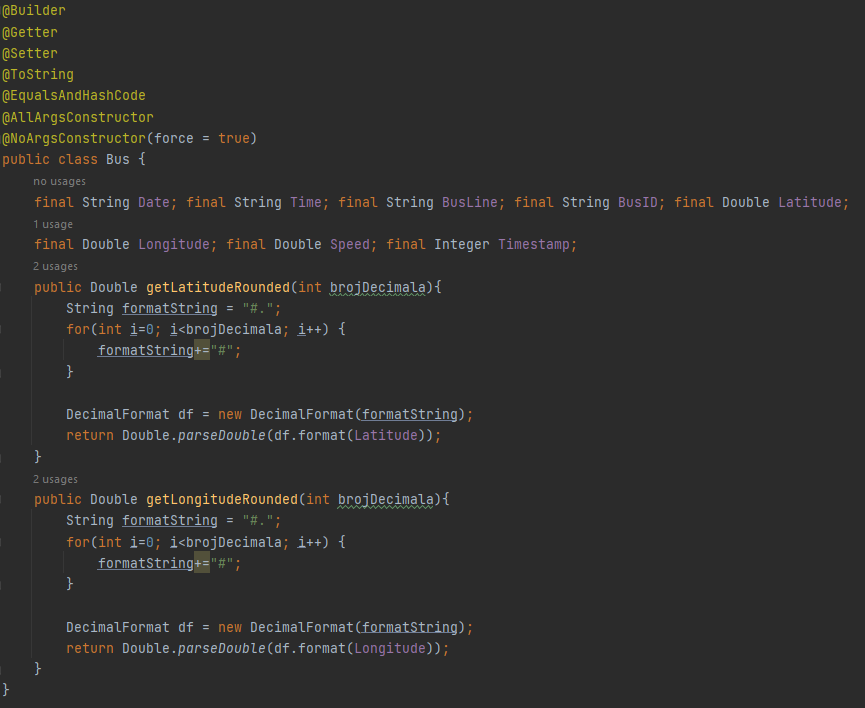 @Builder
@Getter
@Setter
@ToString
@EqualsAndHashCode
@AllArgsConstructor
@NoArgsConstructor(force = true)
public class Bus {
no usages
final String Date; final String Time; final String BusLine; final String BusID; final Double Latitude;
1 usage
final Double Longitude; final Double Speed; final Integer Timestamp;
2 usages
public Double getLatitudeRounded(int brojDecimala){
String formatString = "#.";
for(int i=0; i<brojDecimala; i++) {
formatString+="#";
}
DecimalFormat df = new DecimalFormat(formatString);
return Double.parseDouble(df.format(Latitude));
}
2 usages
public Double getLongitudeRounded(int brojDecimala){
String formatString = "#.";
for(int i=0; i<brojDecimala; i++) {
formatString+="#";
}
DecimalFormat df = new DecimalFormat(formatString);
return Double.parseDouble(df.format(Longitude));
}
}